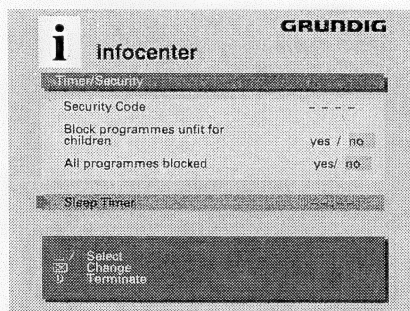 GRUNDIG
i
Infocenter
Timer/Security
Security Code - - - -
Block programmes unfit for
children yes / no
All programmes blocked yes/ no
Sleep Timer --,--
Select
Change
Terminate